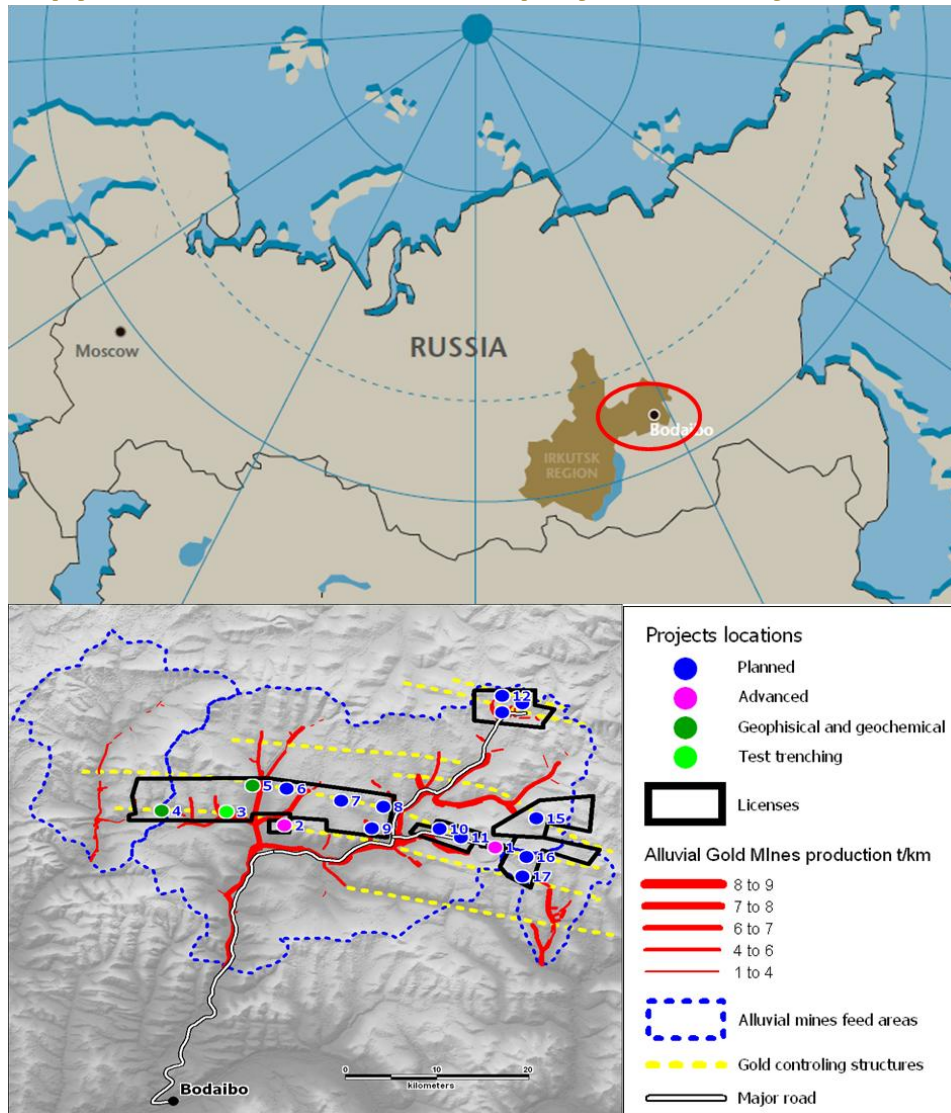 Moscow
RUSSIA
Bodaibo
IRKUTSK
REGION
12
5
6
7
8
4
3
2
9
10
11
1
15
16
17
0 10 20
kilometers
Bodaibo
Projects locations
Planned
Advanced
Geophisical and geochemical
Test trenching
Licenses
Alluvial Gold MInes production t/km
8 to 9
7 to 8
6 to 7
4 to 6
1 to 4
Alluvial mines feed areas
Gold controling structures
Major road